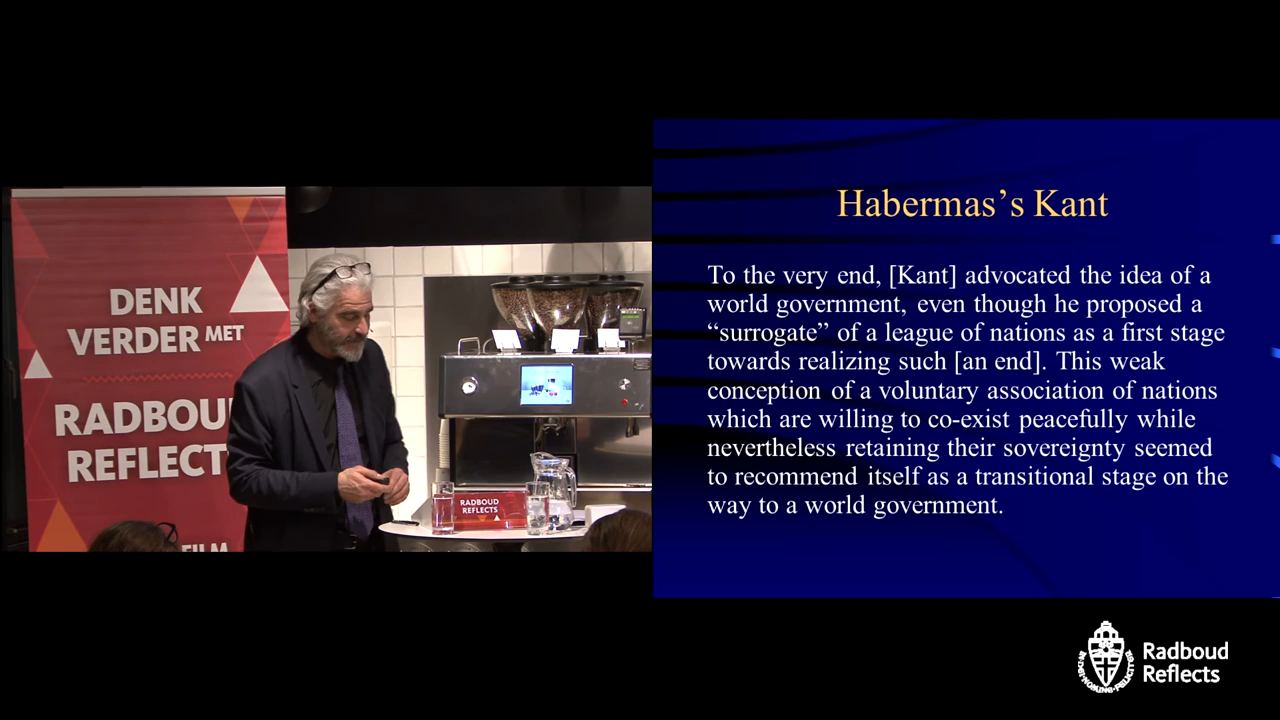 DENK
VERDER MET
RADBOU
REFLECT
FILM
RADBOUD
REFLECTS
Habermas’s Kant
To the very end, [Kant] advocated the idea of a
world government, even though he proposed a
“surrogate” of a league of nations as a first stage
towards realizing such [an end]. This weak
conception of a voluntary association of nations
which are willing to co-exist peacefully while
nevertheless retaining their sovereignty seemed
to recommend itself as a transitional stage on the
way to a world government.
Radboud
Reflects